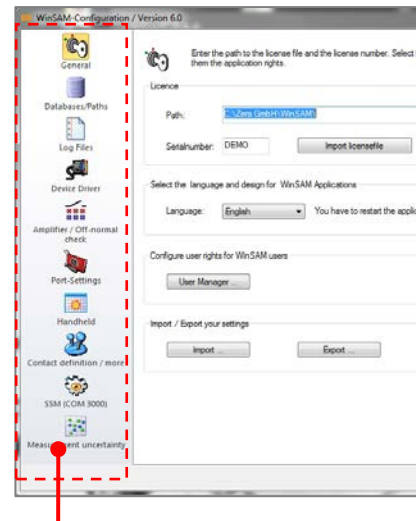 WinSAM-Configuration / Version 6.0
General
Databases/Paths
Log Files
Device Driver
Amplifier / Off-normal
check
Port-Settings
Handheld
Contact definition / more
SSM (COM 3000)
Measurement uncertainty
Enter the path to the license file and the license number. Select t
them the application rights.
Licence
Path:
C:\Zera GmbH\WinSAM\
Serialnumber: DEMO Import licensefile
Select the language and design for WinSAM Applications
Language: English You have to restart the applic
Configure user rights for WinSAM users
User Manager ...
Import / Export your settings
Import ... Export ...